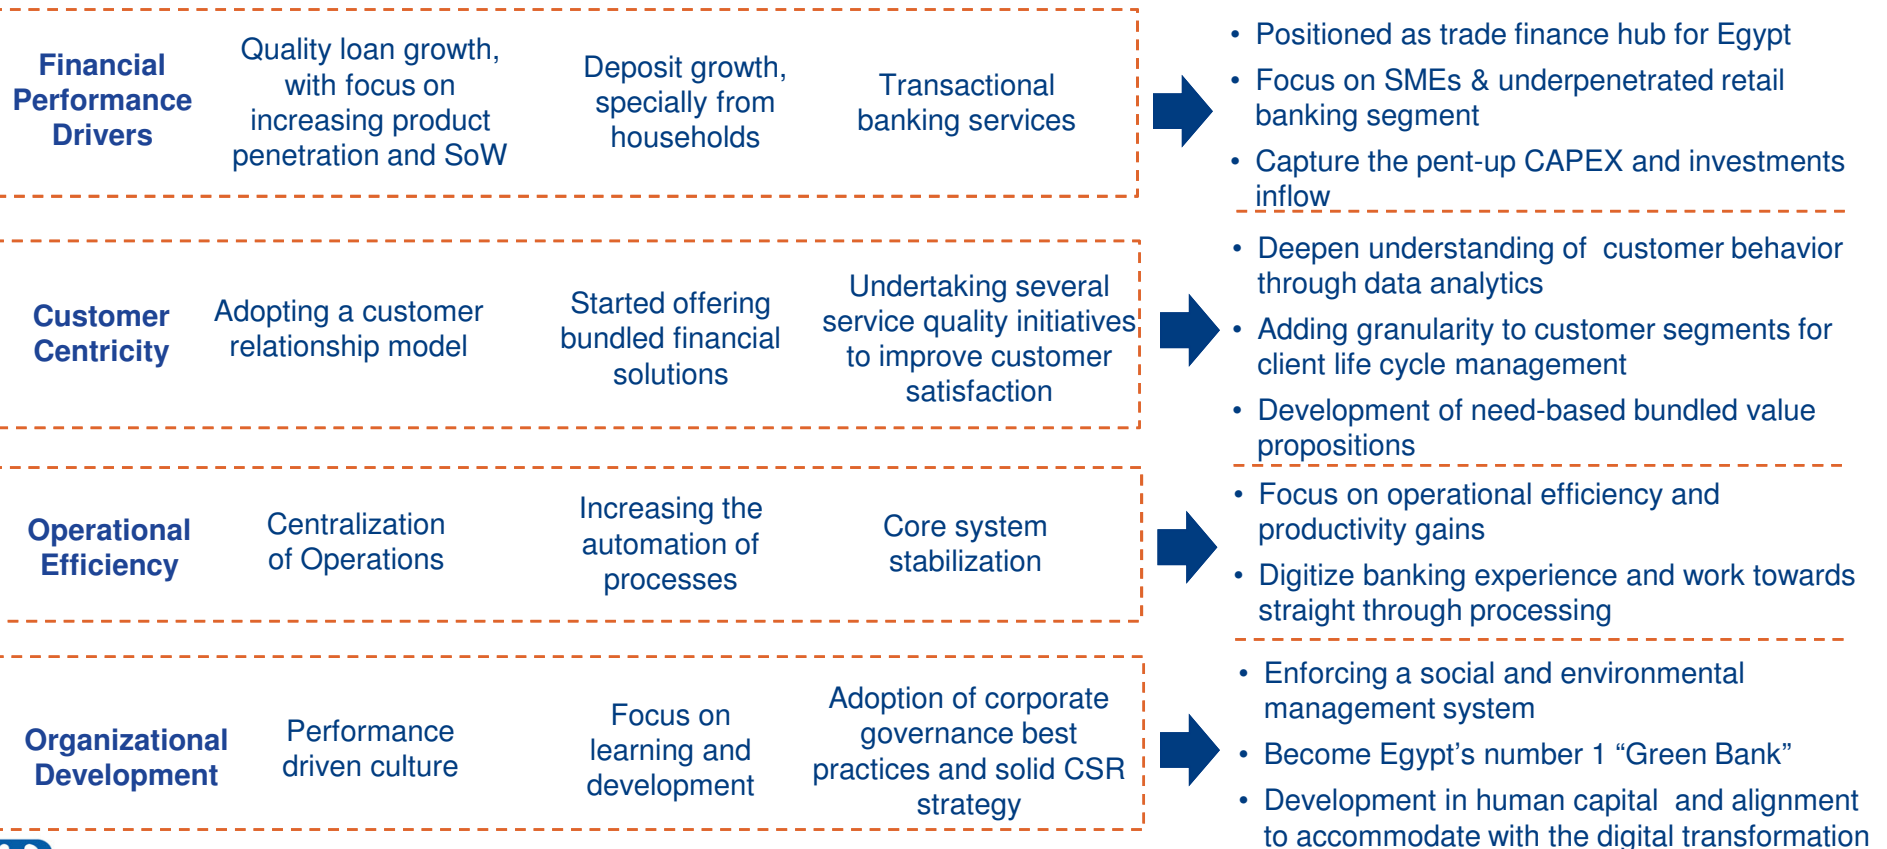 Financial
Performance
Drivers
Quality loan growth,
with focus on
increasing product
penetration and SoW
Deposit growth,
specially from
households
Transactional
banking services
• Positioned as trade finance hub for Egypt
• Focus on SMEs & underpenetrated retail
banking segment
• Capture the pent-up CAPEX and investments
inflow
Customer
Centricity
Adopting a customer
relationship model
Started offering
bundled financial
solutions
Undertaking several
service quality initiatives
to improve customer
satisfaction
• Deepen understanding of customer behavior
through data analytics
• Adding granularity to customer segments for
client life cycle management
• Development of need-based bundled value
propositions
Operational
Efficiency
Centralization
of Operations
Increasing the
automation of
processes
Core system
stabilization
• Focus on operational efficiency and
productivity gains
• Digitize banking experience and work towards
straight through processing
Organizational
Development
Performance
driven culture
Focus on
learning and
development
Adoption of corporate
governance best
practices and solid CSR
strategy
• Enforcing a social and environmental
management system
• Become Egypt’s number 1 “Green Bank”
• Development in human capital and alignment
to accommodate with the digital transformation